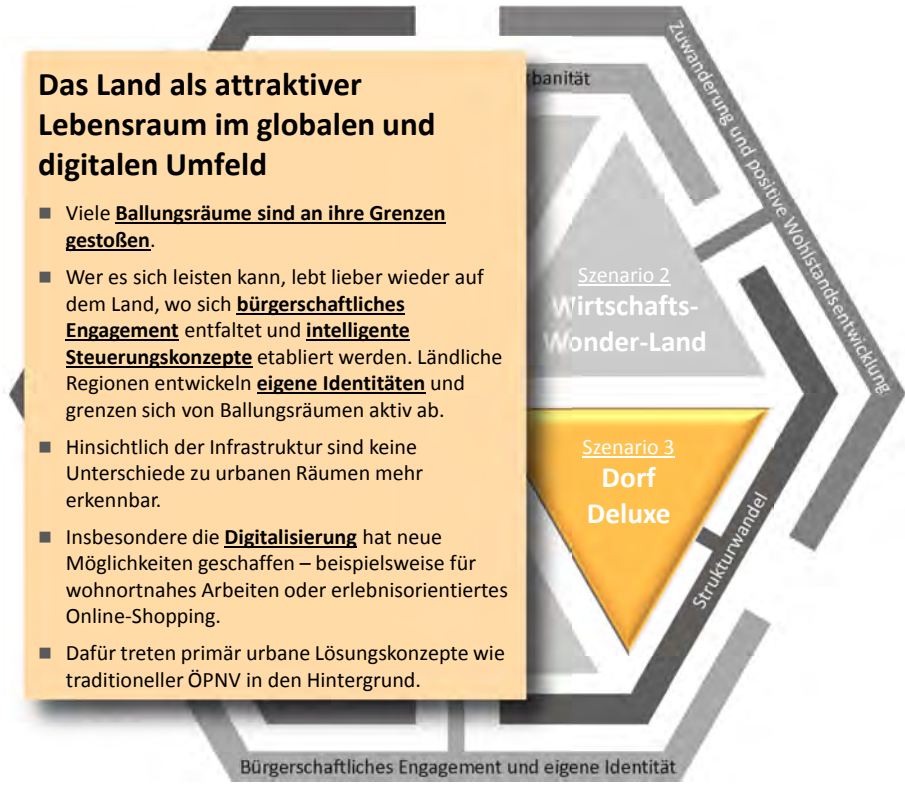 Das Land als attraktiver
Lebensraum im globalen und
digitalen Umfeld
Viele Ballungsräume sind an ihre Grenzen
gestoßen.
Wer es sich leisten kann, lebt lieber wieder auf
dem Land, wo sich bürgerschaftliches
Engagement entfaltet und intelligente
Steuerungskonzepte etabliert werden. Ländliche
Regionen entwickeln eigene Identitäten und
grenzen sich von Ballungsräumen aktiv ab.
Hinsichtlich der Infrastruktur sind keine
Unterschiede zu urbanen Räumen mehr
erkennbar.
Insbesondere die Digitalisierung hat neue
Möglichkeiten geschaffen – beispielsweise für
wohnortnahes Arbeiten oder erlebnisorientiertes
Online-Shopping.
Dafür treten primär urbane Lösungskonzepte wie
traditioneller ÖPNV in den Hintergrund.
Zuwanderung und positive Wohlstandsentwicklung
Szenario 2
Wirtschafts-
Wonder-Land
Szenario 3
Dorf
Deluxe
Strukturwandel
Bürgerschaftliches Engagement und eigene Identität